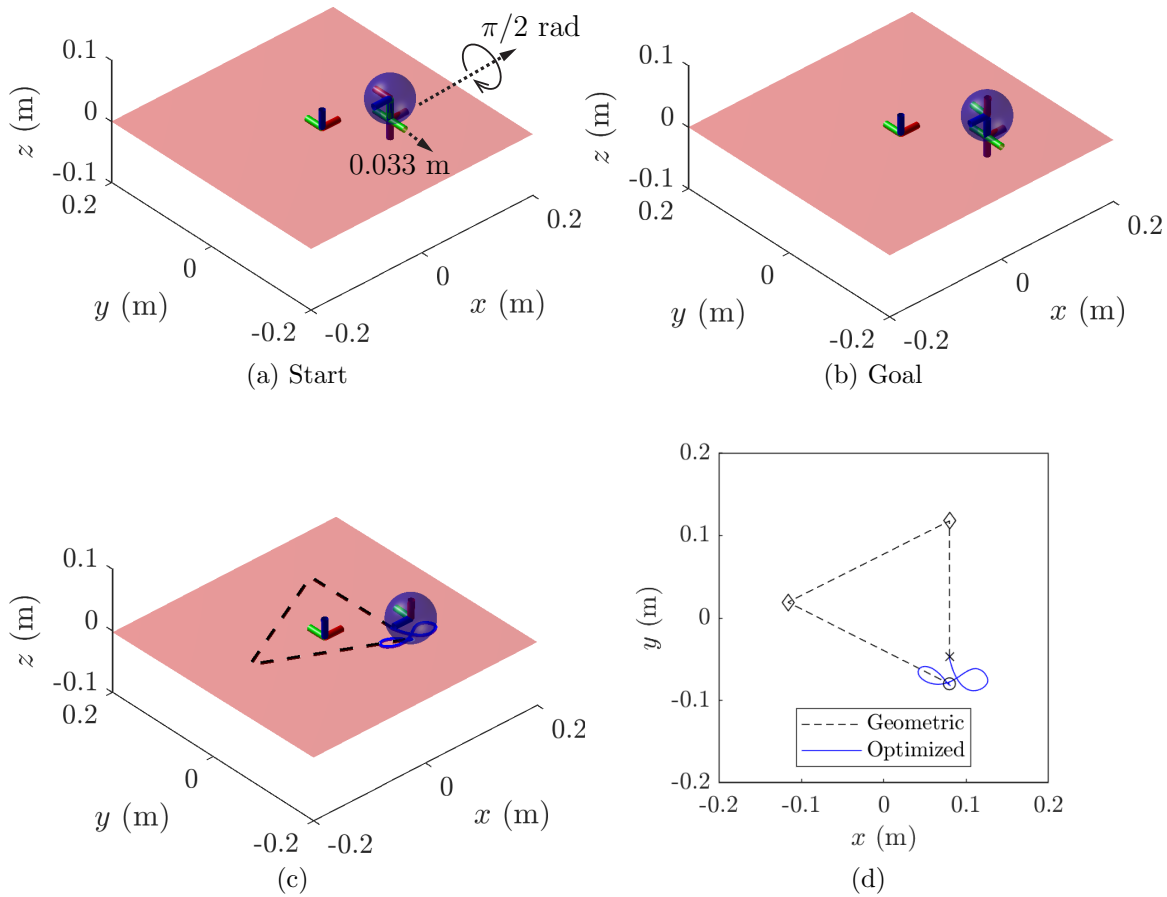 π/2 rad
0.033 m
z (m)
0.1
0
-0.1
0.2
0
-0.2
y (m)
-0.2
0
0.2
x (m)
(a) Start
z (m)
0.1
0
-0.1
0.2
0
-0.2
y (m)
-0.2
0
0.2
x (m)
(b) Goal
z (m)
0.1
0
-0.1
0.2
0
-0.2
y (m)
-0.2
0
0.2
x (m)
(c)
y (m)
0.2
0.1
0
-0.1
-0.2
Geometric
Optimized
-0.2 -0.1 0 0.1 0.2
x (m)
(d)